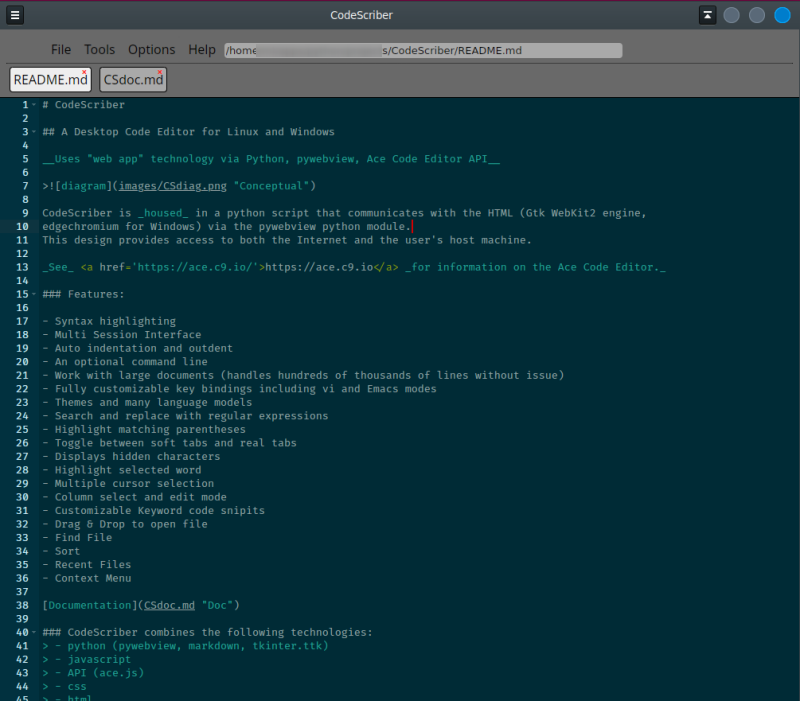 CodeScriber
File Tools Options Help /home s/CodeScriber/README.md
README.md x CSdoc.md x
1 # CodeScriber
2
3 ## A Desktop Code Editor for Linux and Windows
4
5 __Uses "web app" technology via Python, pywebview, Ace Code Editor API__
6
7 >![diagram](images/CSdiag.png "Conceptual")
8
9 CodeScriber is _housed_ in a python script that communicates with the HTML (Gtk WebKit2 engine,
10 edgechromium for Windows) via the pywebview python module.
11 This design provides access to both the Internet and the user's host machine.
12
13 _See_ <a href='https://ace.c9.io/'>https://ace.c9.io</a> _for information on the Ace Code Editor._
14
15 ### Features:
16
17 - Syntax highlighting
18 - Multi Session Interface
19 - Auto indentation and outdent
20 - An optional command line
21 - Work with large documents (handles hundreds of thousands of lines without issue)
22 - Fully customizable key bindings including vi and Emacs modes
23 - Themes and many language models
24 - Search and replace with regular expressions
25 - Highlight matching parentheses
26 - Toggle between soft tabs and real tabs
27 - Displays hidden characters
28 - Highlight selected word
29 - Multiple cursor selection
30 - Column select and edit mode
31 - Customizable Keyword code snipits
32 - Drag & Drop to open file
33 - Find File
34 - Sort
35 - Recent Files
36 - Context Menu
37
38 [Documentation](CSdoc.md "Doc")
39
40 ### CodeScriber combines the following technologies:
41 > - python (pywebview, markdown, tkinter.ttk)
42 > - javascript
43 > - API (ace.js)
44 > - css
45 > - html